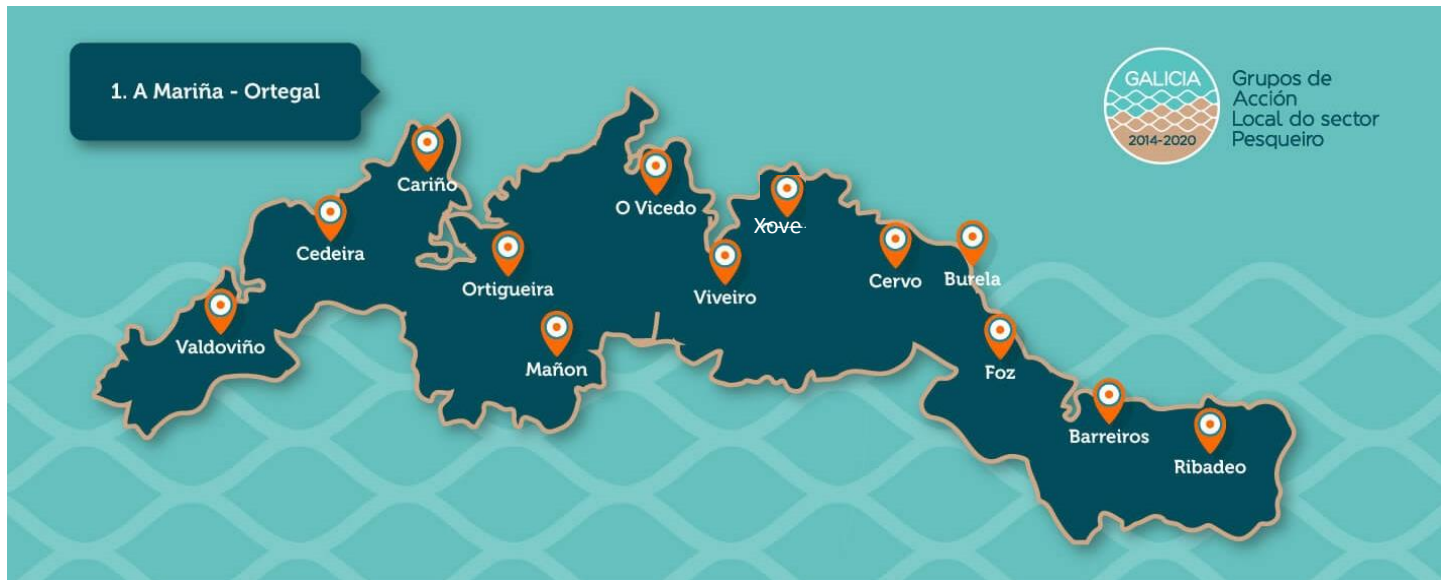 1. A Mariña - Ortegal
GALICIA
2014-2020
Grupos de
Acción
Local do sector
Pesqueiro
Cariño
O Vicedo
Xove
Cedeira
Ortigueira
Viveiro
Cervo
Burela
Valdoviño
Mañon
Foz
Barreiros
Ribadeo